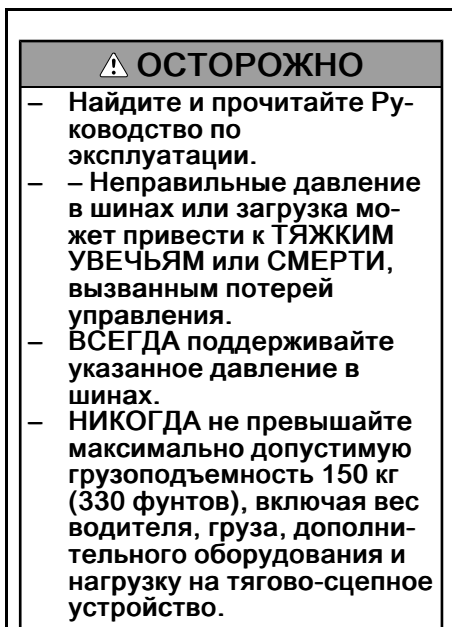 ⚠ ОСТОРОЖНО
– Найдите и прочитайте Ру-
ководство по
эксплуатации.
– – Неправильные давление
в шинах или загрузка мо-
жет привести к ТЯЖКИМ
УВЕЧЬЯМ или СМЕРТИ,
вызванным потерей
управления.
– ВСЕГДА поддерживайте
указанное давление в
шинах.
– НИКОГДА не превышайте
максимально допустимую
грузоподъемность 150 кг
(330 фунтов), включая вес
водителя, груза, дополни-
тельного оборудования и
нагрузку на тягово-сцепное
устройство.